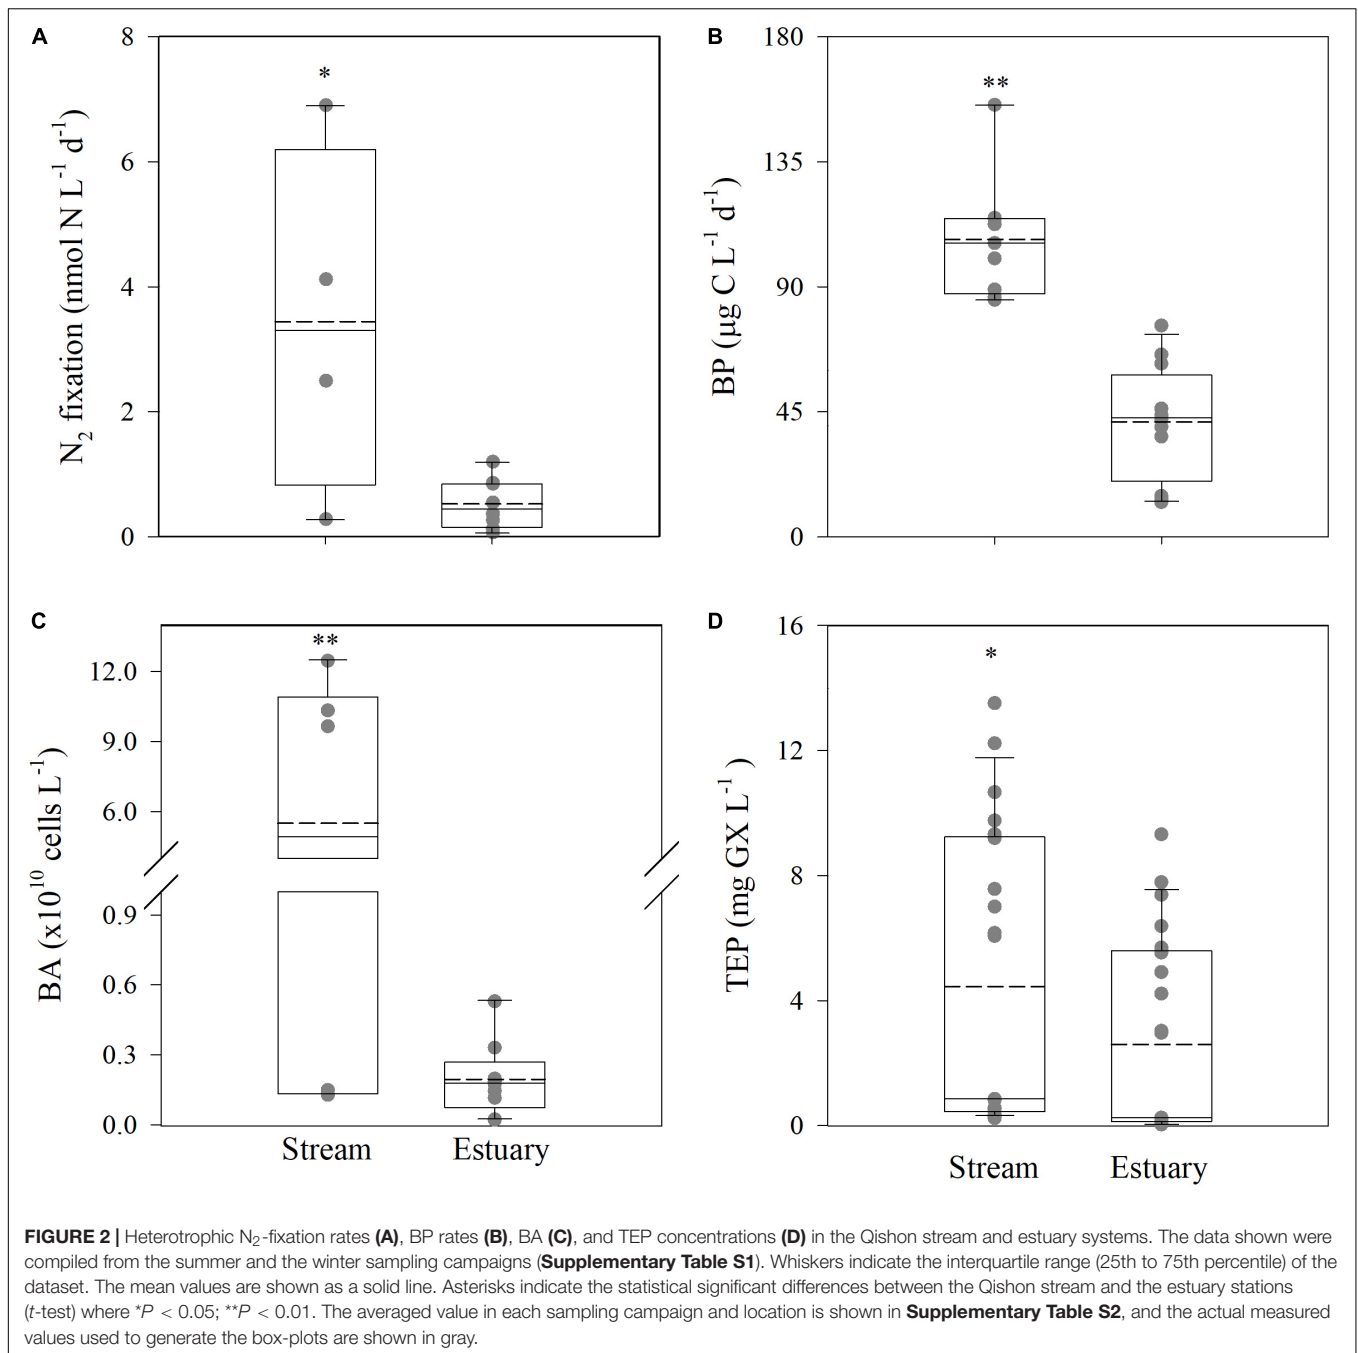 A
8
6
4
2
0
N2 fixation (nmol N L-1 d-1)
*
B
180
135
90
45
0
BP (µg C L-1 d-1)
**
C
12.0
9.0
6.0
0.9
0.6
0.3
0.0
BA (x10^10 cells L-1)
**
Stream Estuary
D
16
12
8
4
0
TEP (mg GX L-1)
*
Stream Estuary
FIGURE 2 | Heterotrophic N2-fixation rates (A), BP rates (B), BA (C), and TEP concentrations (D) in the Qishon stream and estuary systems. The data shown were
compiled from the summer and the winter sampling campaigns (Supplementary Table S1). Whiskers indicate the interquartile range (25th to 75th percentile) of the
dataset. The mean values are shown as a solid line. Asterisks indicate the statistical significant differences between the Qishon stream and the estuary stations
(t-test) where *P < 0.05; **P < 0.01. The averaged value in each sampling campaign and location is shown in Supplementary Table S2, and the actual measured
values used to generate the box-plots are shown in gray.